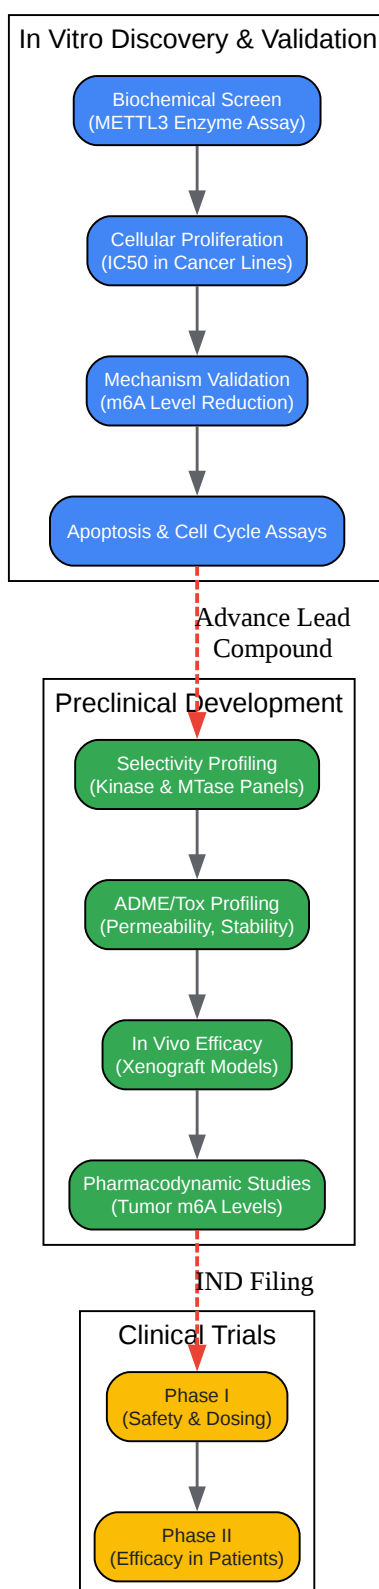 In Vitro Discovery & Validation
Biochemical Screen
(METTL3 Enzyme Assay)
Cellular Proliferation
(IC50 in Cancer Lines)
Mechanism Validation
(m6A Level Reduction)
Apoptosis & Cell Cycle Assays
Advance Lead
Compound
Preclinical Development
Selectivity Profiling
(Kinase & MTase Panels)
ADME/Tox Profiling
(Permeability, Stability)
In Vivo Efficacy
(Xenograft Models)
Pharmacodynamic Studies
(Tumor m6A Levels)
IND Filing
Clinical Trials
Phase I
(Safety & Dosing)
Phase II
(Efficacy in Patients)